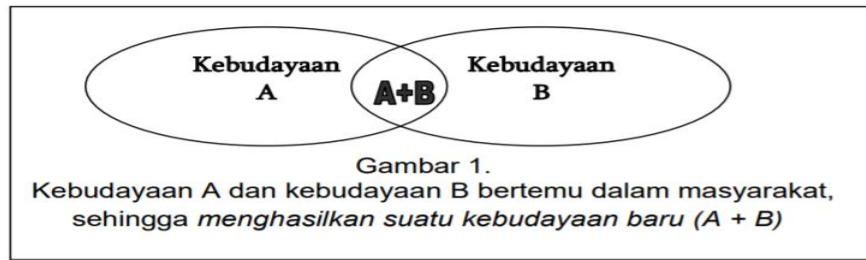 Kebudayaan
A
A+B
Kebudayaan
B
Gambar 1.
Kebudayaan A dan kebudayaan B bertemu dalam masyarakat,
sehingga menghasilkan suatu kebudayaan baru (A + B)